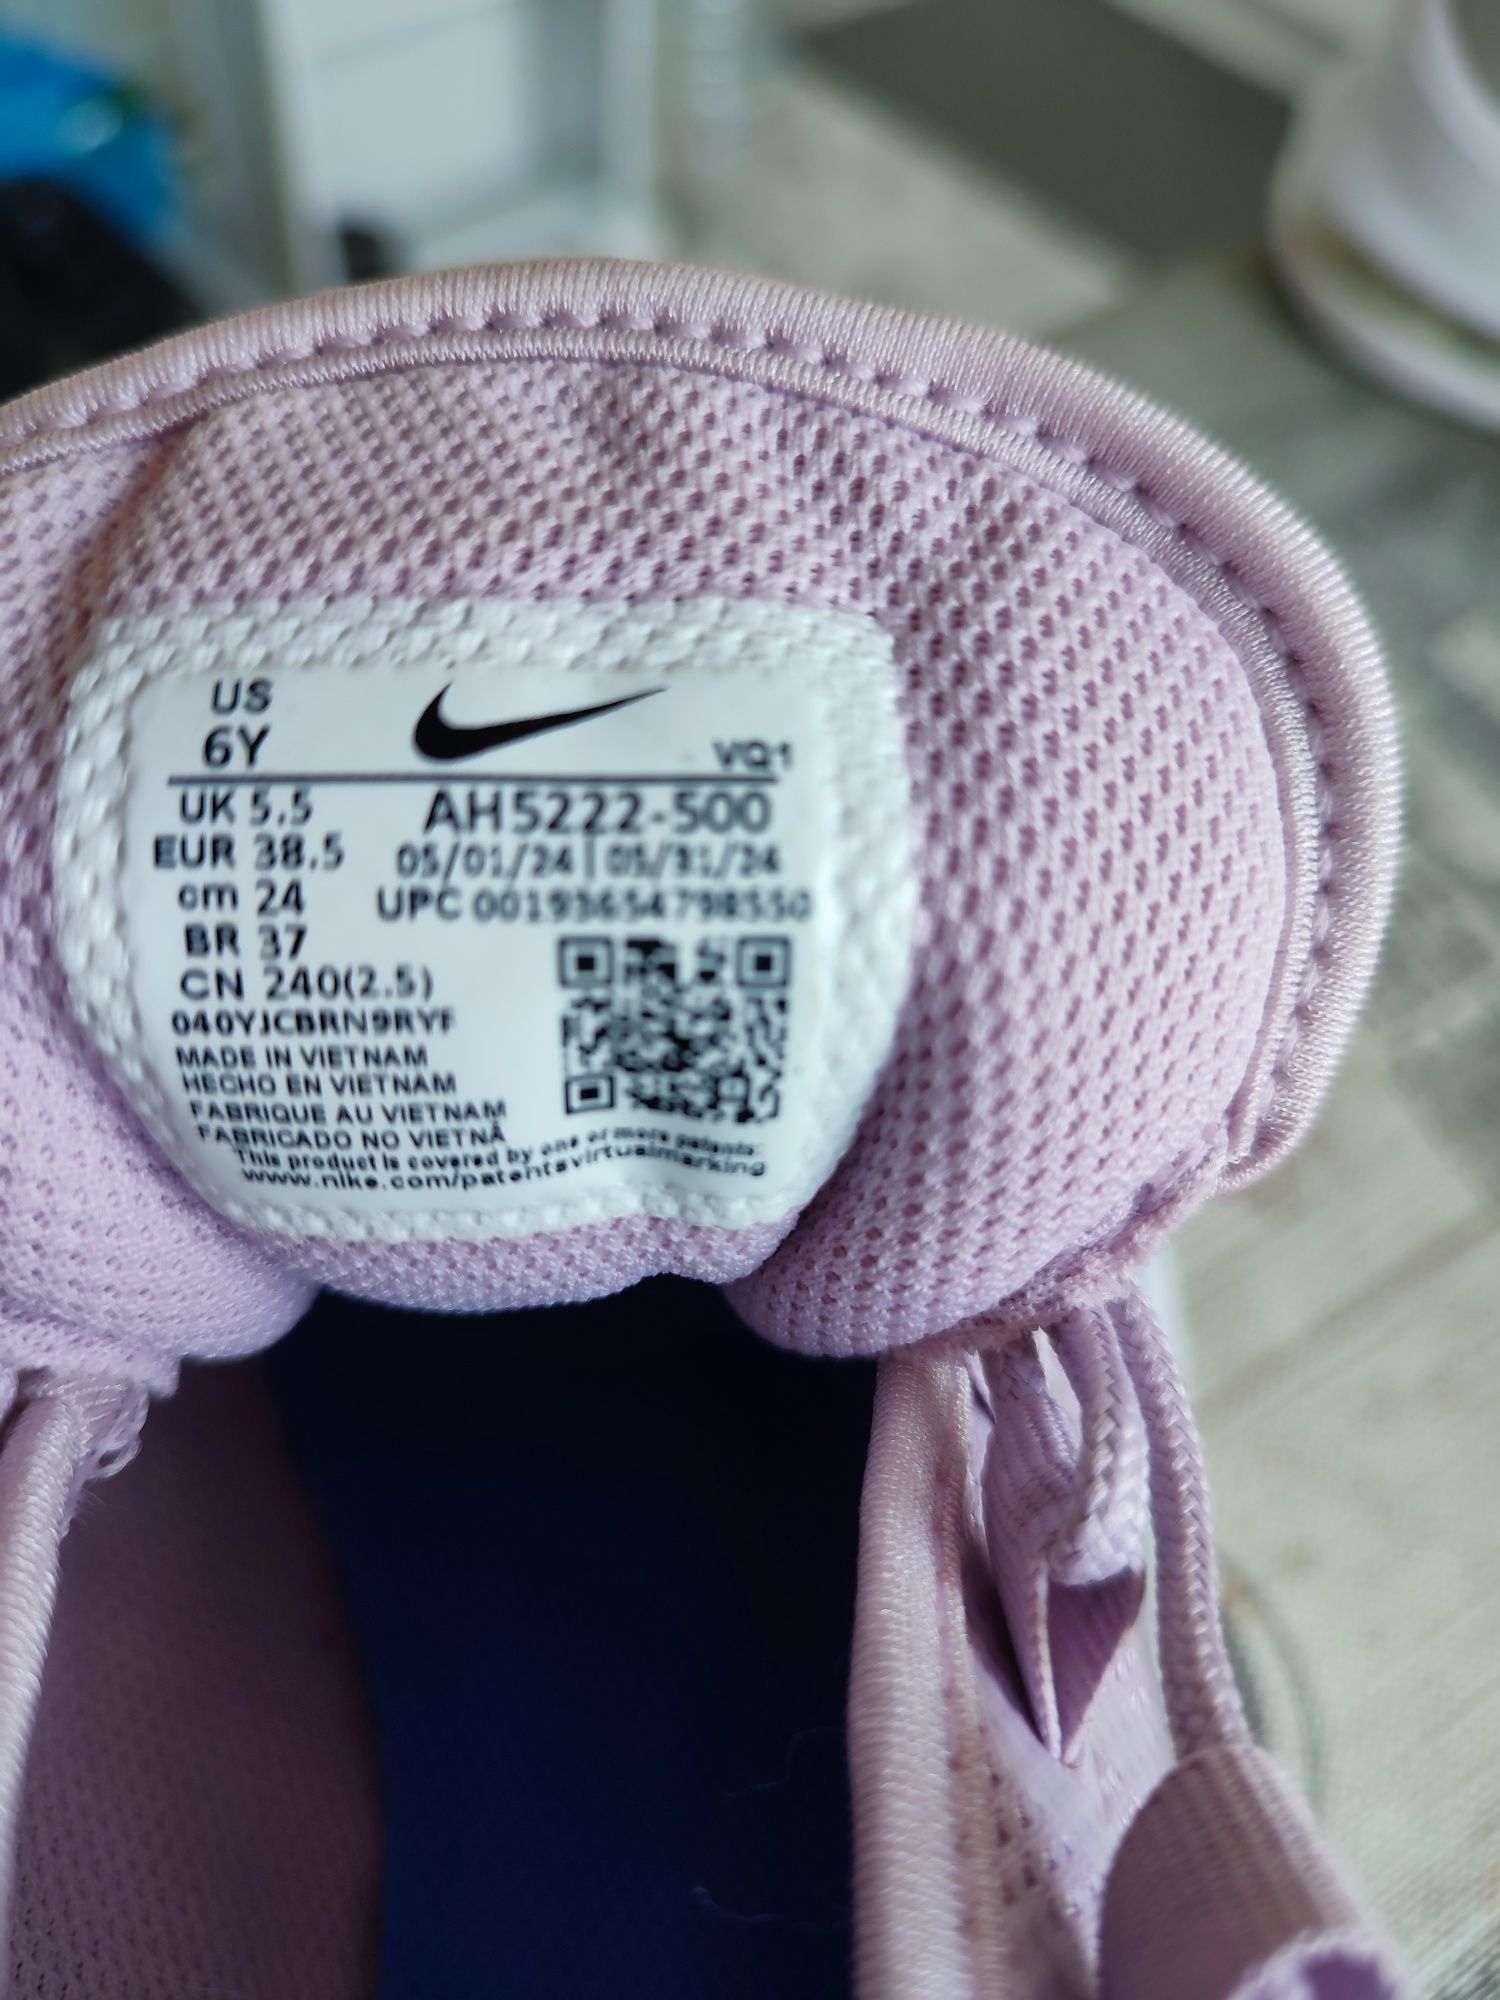 US
6Y
VQ1
UK 5.5
AH5222-500
EUR 38.5
05/01/24 | 05/31/24
cm 24
UPC 00193654798550
BR 37
CN 240(2.5)
040YJCBRN9RYF
MADE IN VIETNAM
HECHO EN VIETNAM
FABRIQUE AU VIETNAM
FABRICADO NO VIETNÃ
This product is covered by one or more patents:
www.nike.com/patentsvirtualmarking